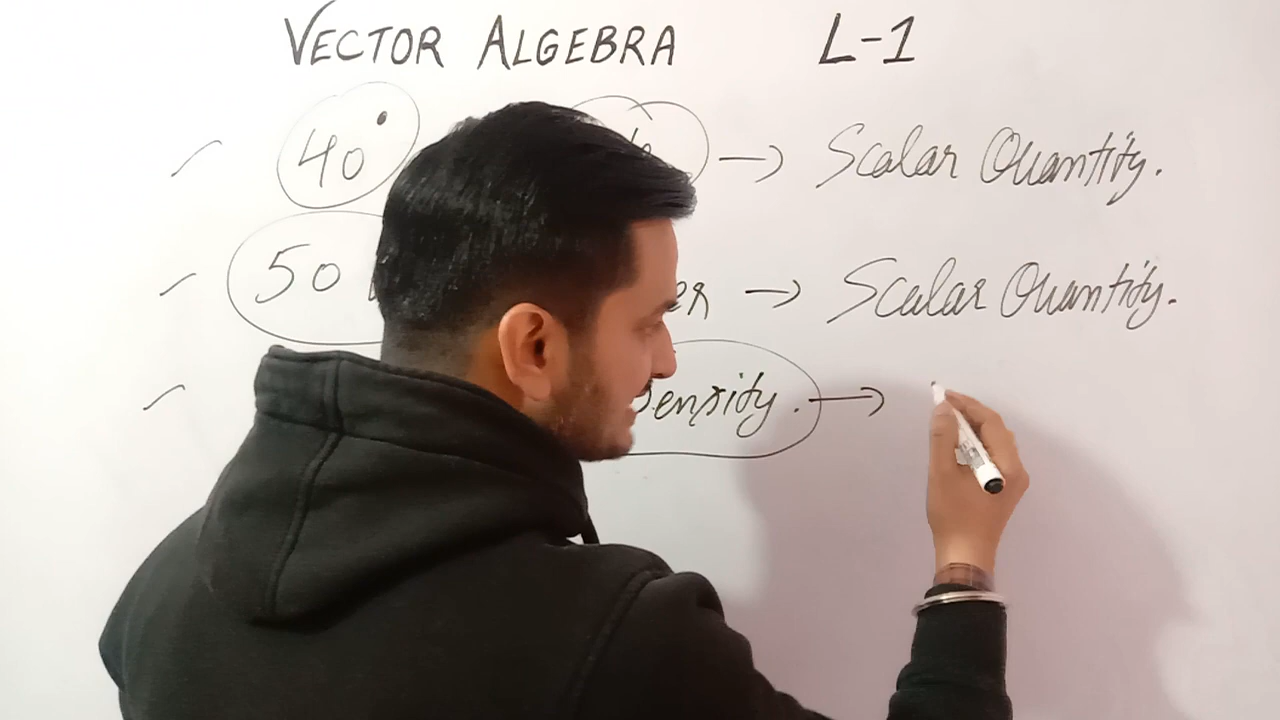 VECTOR ALGEBRA L-1
40° → Scalar Quantity.
50 → Scalar Quantity.
Density. →